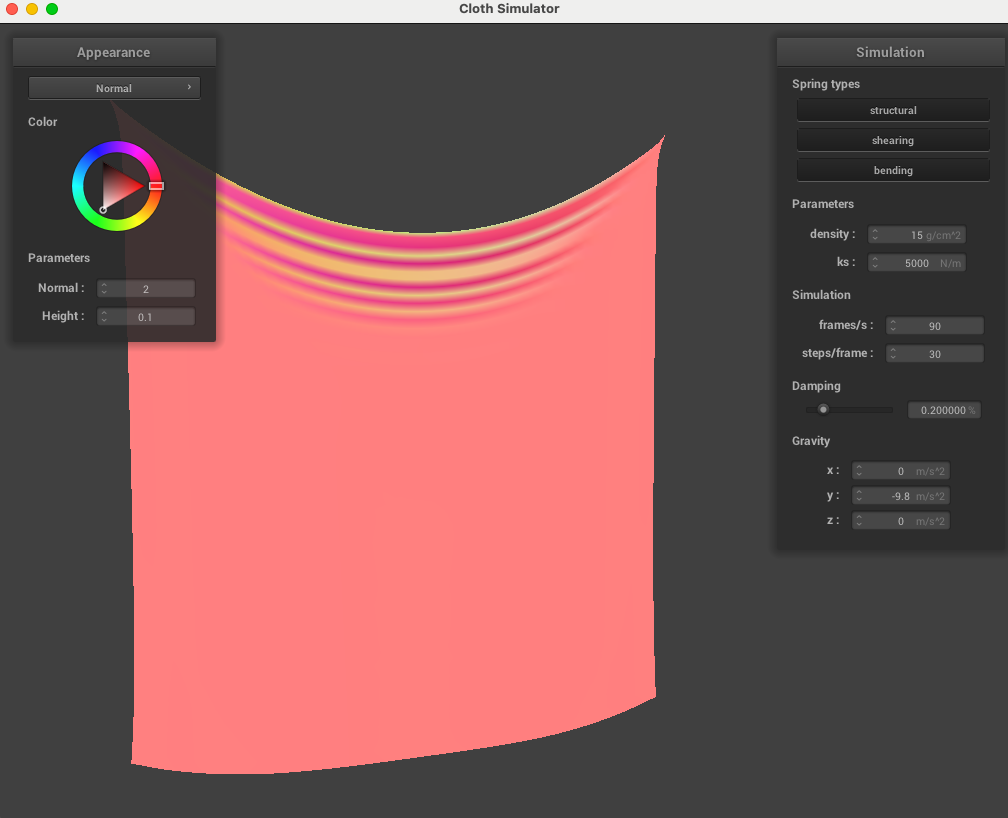 Cloth Simulator
Appearance
Normal
Color
Parameters
Normal : 2
Height : 0.1
Simulation
Spring types
structural
shearing
bending
Parameters
density : 15 g/cm^2
ks : 5000 N/m
Simulation
frames/s : 90
steps/frame : 30
Damping
0.200000 %
Gravity
x : 0 m/s^2
y : -9.8 m/s^2
z : 0 m/s^2